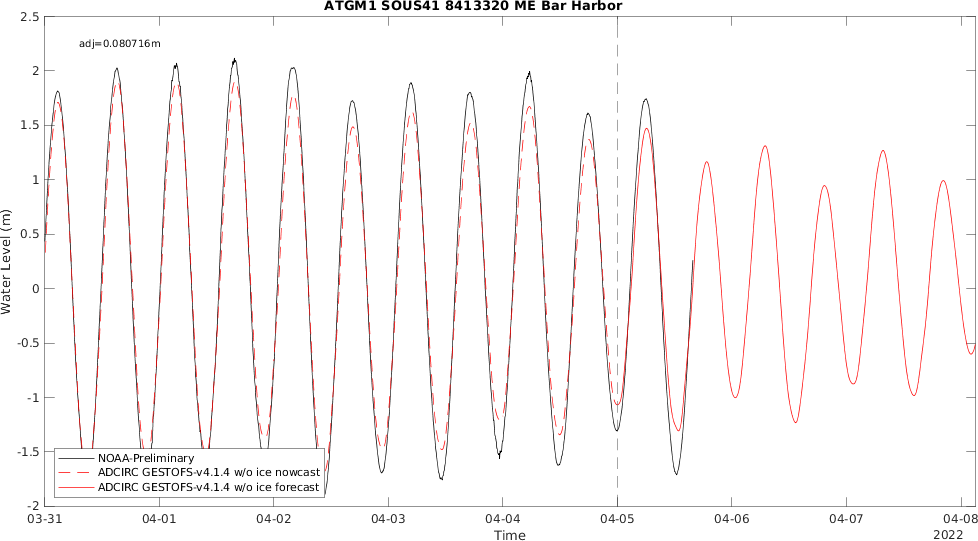 ATGM1 SOUS41 8413320 ME Bar Harbor
adj=0.080716m
2.5
2
1.5
1
0.5
0
-0.5
-1
-1.5
-2
Water Level (m)
NOAA-Preliminary
ADCIRC GESTOFS-v4.1.4 w/o ice nowcast
ADCIRC GESTOFS-v4.1.4 w/o ice forecast
03-31 04-01 04-02 04-03 04-04 04-05 04-06 04-07 04-08
Time
2022